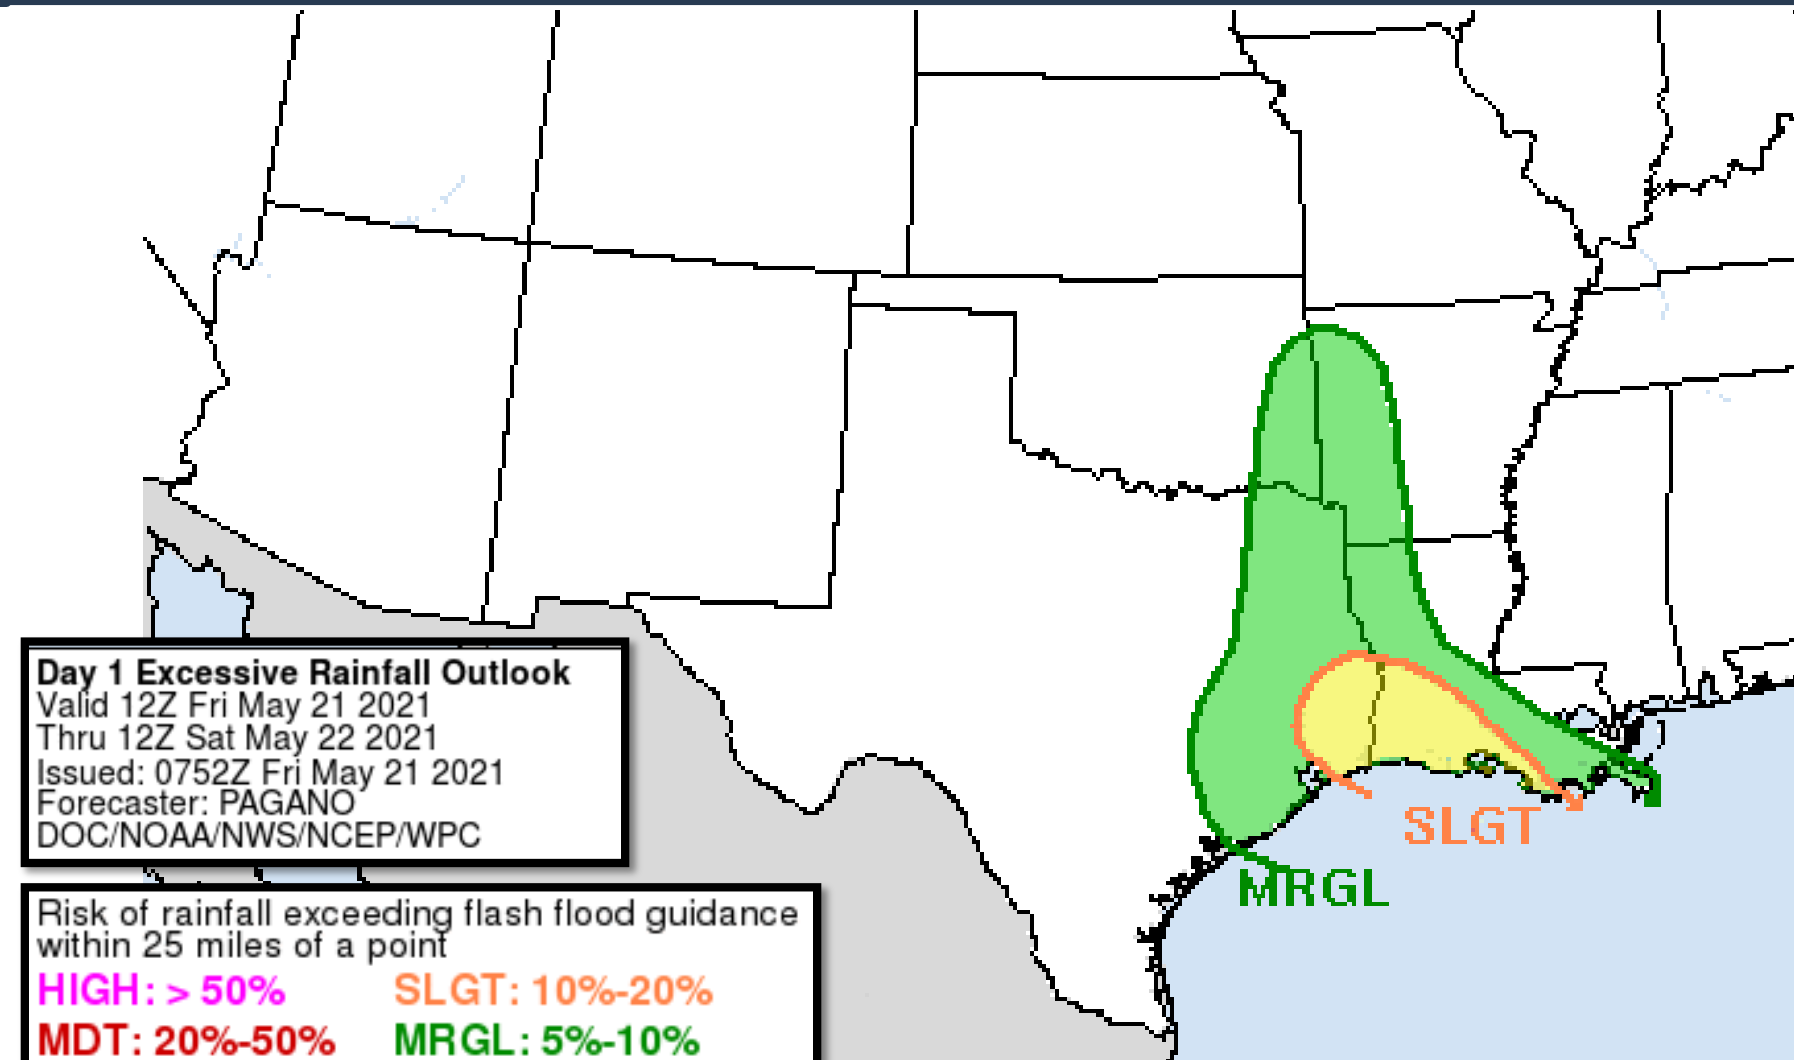 SLGT
MRGL
Day 1 Excessive Rainfall Outlook
Valid 12Z Fri May 21 2021
Thru 12Z Sat May 22 2021
Issued: 0752Z Fri May 21 2021
Forecaster: PAGANO
DOC/NOAA/NWS/NCEP/WPC
Risk of rainfall exceeding flash flood guidance
within 25 miles of a point
HIGH: > 50% SLGT: 10%-20%
MDT: 20%-50% MRGL: 5%-10%